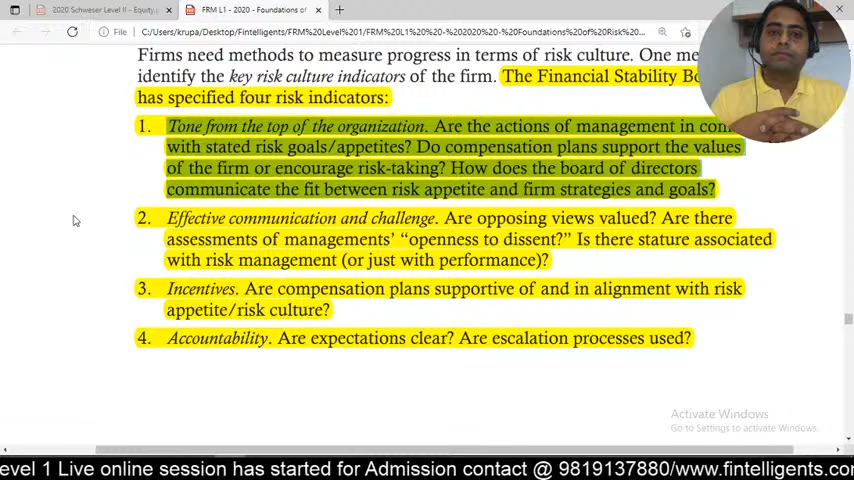 2020 Schweser Level II - Equity.
FRM L1 - 2020 - Foundations of
File
C:/Users/krupa/Desktop/Fintelligents/FRM%20Level%201/FRM%20L1%20%20-%202020%20-%20Foundations%20of%20Risk%20M...
Firms need methods to measure progress in terms of risk culture. One me
identify the key risk culture indicators of the firm. The Financial Stability Bo
has specified four risk indicators:
1. Tone from the top of the organization. Are the actions of management in con
with stated risk goals/appetites? Do compensation plans support the values
of the firm or encourage risk-taking? How does the board of directors
communicate the fit between risk appetite and firm strategies and goals?
2. Effective communication and challenge. Are opposing views valued? Are there
assessments of managements' “openness to dissent?” Is there stature associated
with risk management (or just with performance)?
3. Incentives. Are compensation plans supportive of and in alignment with risk
appetite/risk culture?
4. Accountability. Are expectations clear? Are escalation processes used?
Activate Windows
Go to Settings to activate Windows.
evel 1 Live online session has started for Admission contact @ 9819137880/www.fintelligents.com